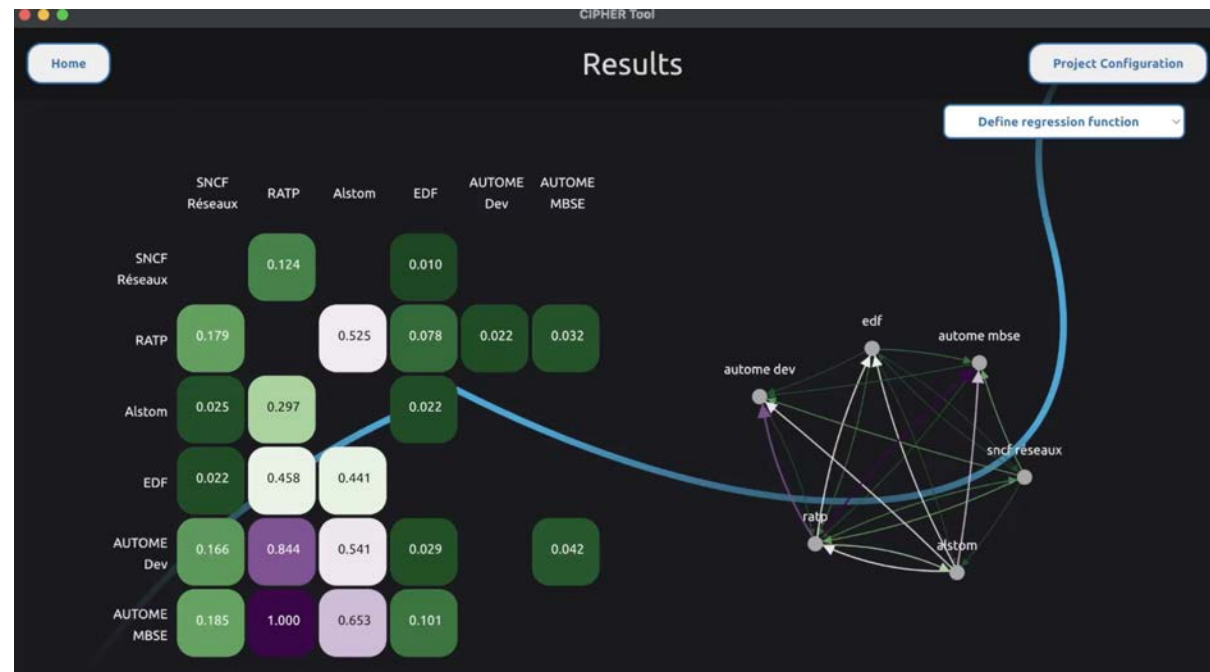 CIPHER Tool
Home
Results
Project Configuration
Define regression function
SNCF
Réseaux
RATP
Alstom
EDF
AUTOME
Dev
AUTOME
MBSE
SNCF
Réseaux
0.124
0.010
RATP
0.179
0.525
0.078
0.022
0.032
Alstom
0.025
0.297
0.022
EDF
0.022
0.458
0.441
AUTOME
Dev
0.166
0.844
0.541
0.029
0.042
AUTOME
MBSE
0.185
1.000
0.653
0.101
edf
autome mbse
autome dev
sncf réseaux
ratp
alstom